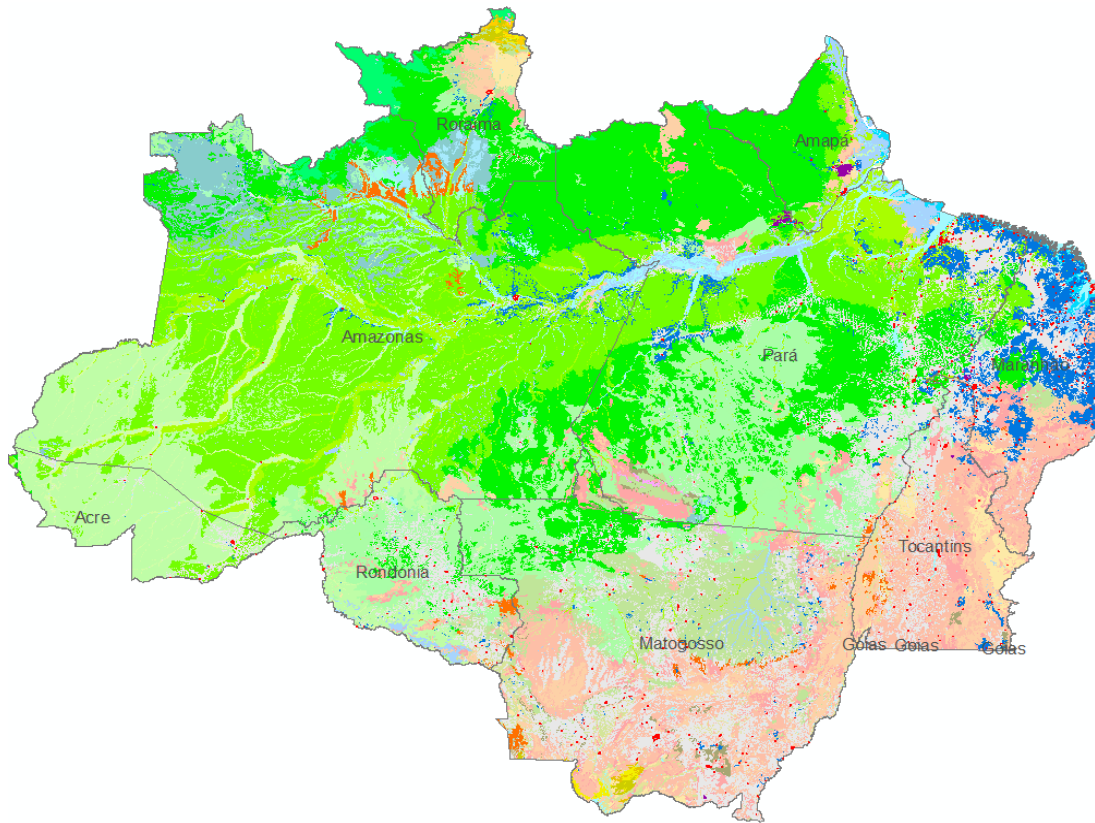 Roraima
Amapá
Amazonas
Pará
Maranhão
Acre
Rondonia
Tocantins
Matogosso
Goias
Goias
Goias